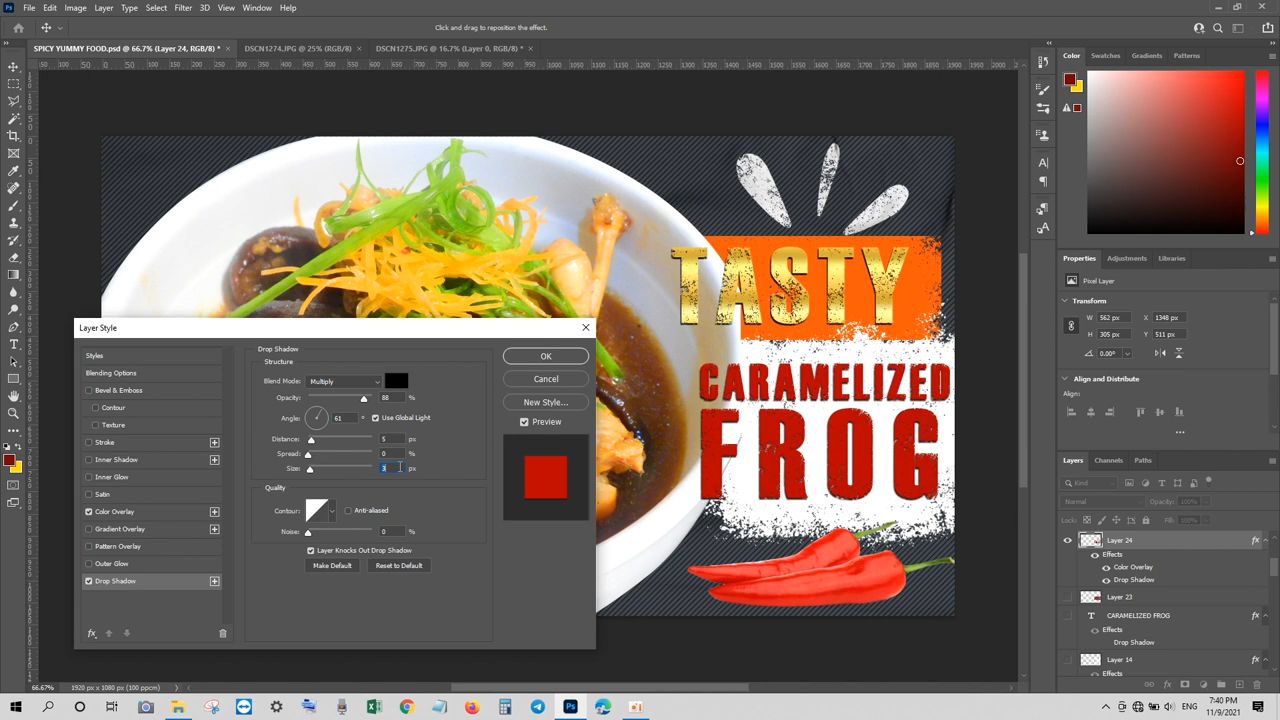 Ps File Edit Image Layer Type Select Filter 3D View Window Help
Click and drag to reposition the effect.
SPICY YUMMY FOOD.psd @ 66.7% (Layer 24, RGB/8) * × DSCN1274.JPG @ 25% (RGB/8) × DSCN1275.JPG @ 16.7% (Layer 0, RGB/8) * ×
Color Swatches Gradients Patterns
TASTY
CARAMELIZED
FROG
Properties Adjustments Libraries
Pixel Layer
Transform
W 562 px X 1348 px
H 305 px Y 511 px
0.00°
Align and Distribute
Align:
Layers Channels Paths
Kind
Normal Opacity: 100%
Lock: Fill: 100%
Layer 24 fx
Effects
Color Overlay
Drop Shadow
Layer 23
T CARAMELIZED FROG fx
Effects
Drop Shadow
Layer 14 fx
Effects
Layer Style
Styles
Blending Options
Bevel & Emboss
Contour
Texture
Stroke
Inner Shadow
Inner Glow
Satin
Color Overlay
Gradient Overlay
Pattern Overlay
Outer Glow
Drop Shadow
fx
Drop Shadow
Structure
Blend Mode: Multiply
Opacity: 88 %
Angle: 61 ° Use Global Light
Distance: 5 px
Spread: 0 %
Size: 3 px
Quality
Contour: Anti-aliased
Noise: 0 %
Layer Knocks Out Drop Shadow
Make Default Reset to Default
OK
Cancel
New Style...
Preview
66.67% 1920 px x 1080 px (100 ppcm)
ENG
7:40 PM
11/9/2021